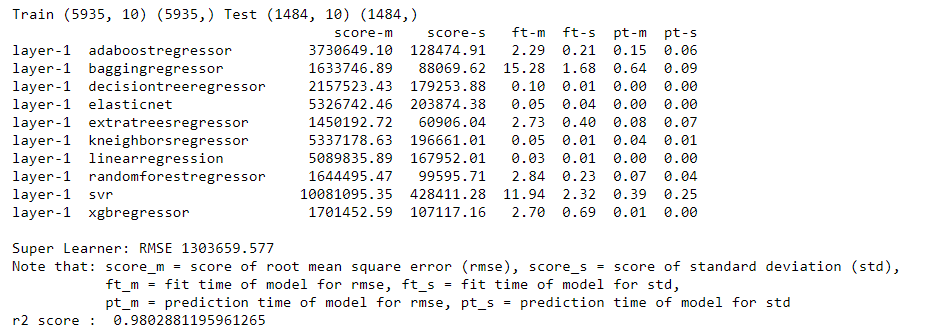 Train (5935, 10) (5935,) Test (1484, 10) (1484,)
score-m score-s ft-m ft-s pt-m pt-s
layer-1 adaboostregressor 3730649.10 128474.91 2.29 0.21 0.15 0.06
layer-1 baggingregressor 1633746.89 88069.62 15.28 1.68 0.64 0.09
layer-1 decisiontreeregressor 2157523.43 179253.88 0.10 0.01 0.00 0.00
layer-1 elasticnet 5326742.46 203874.38 0.05 0.04 0.00 0.00
layer-1 extratreesregressor 1450192.72 60906.04 2.73 0.40 0.08 0.07
layer-1 kneighborsregressor 5337178.63 196661.01 0.05 0.01 0.04 0.01
layer-1 linearregression 5089835.89 167952.01 0.03 0.01 0.00 0.00
layer-1 randomforestregressor 1644495.47 99595.71 2.84 0.23 0.07 0.04
layer-1 svr 10081095.35 428411.28 11.94 2.32 0.39 0.25
layer-1 xgbregressor 1701452.59 107117.16 2.70 0.69 0.01 0.00
Super Learner: RMSE 1303659.577
Note that: score_m = score of root mean square error (rmse), score_s = score of standard deviation (std),
ft_m = fit time of model for rmse, ft_s = fit time of model for std,
pt_m = prediction time of model for rmse, pt_s = prediction time of model for std
r2 score : 0.9802881195961265